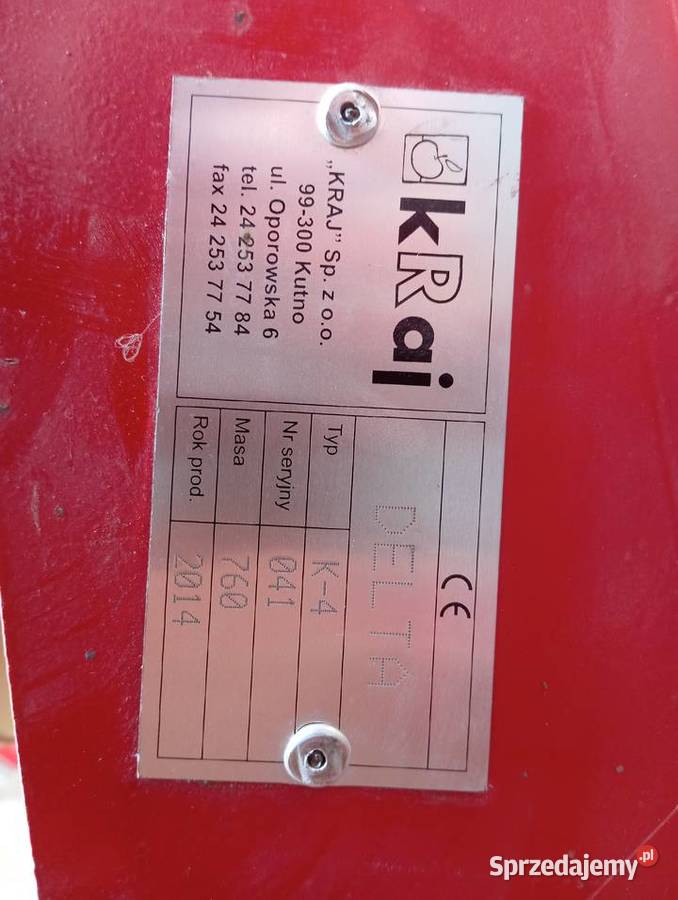 kRaj
„KRAJ” Sp. z o.o.
99-300 Kutno
ul. Oporowska 6
tel. 24 253 77 84
fax 24 253 77 54
CE
DELTA
Typ K-4
Nr seryjny 041
Masa 760
Rok prod. 2014
Sprzedajemy.pl